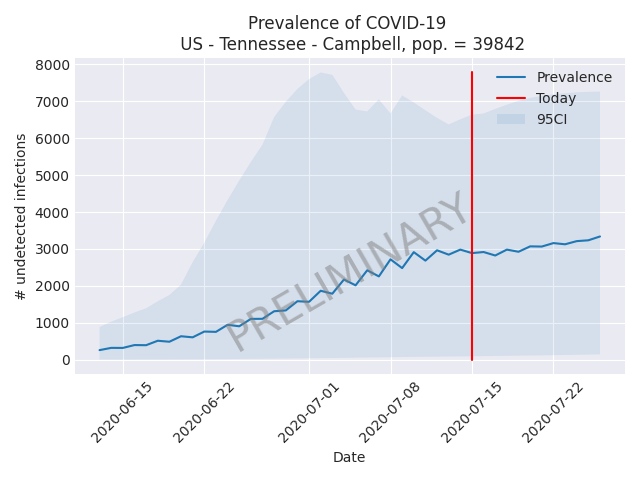 Prevalence of COVID-19
US - Tennessee - Campbell, pop. = 39842
# undetected infections
8000
7000
6000
5000
4000
3000
2000
1000
0
Prevalence
Today
95CI
PRELIMINARY
2020-06-15
2020-06-22
2020-07-01
2020-07-08
2020-07-15
2020-07-22
Date